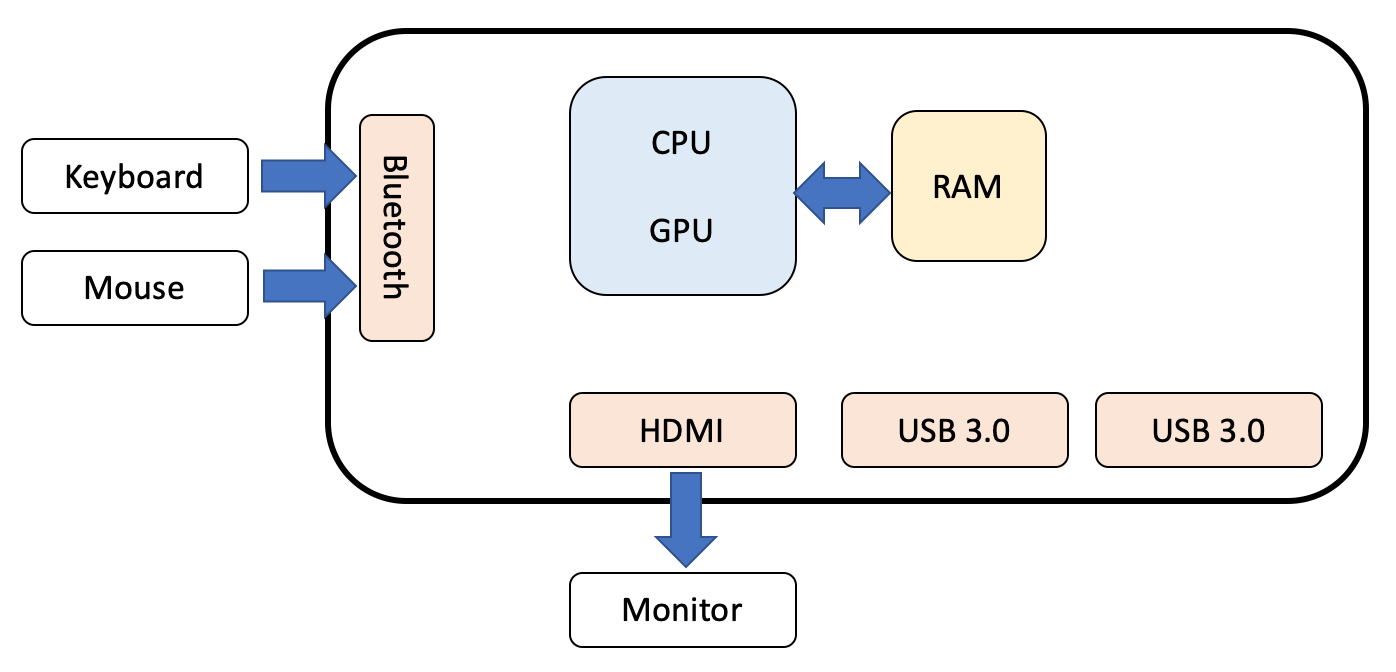 Keyboard
Mouse
Bluetooth
CPU
GPU
RAM
HDMI
USB 3.0
USB 3.0
Monitor